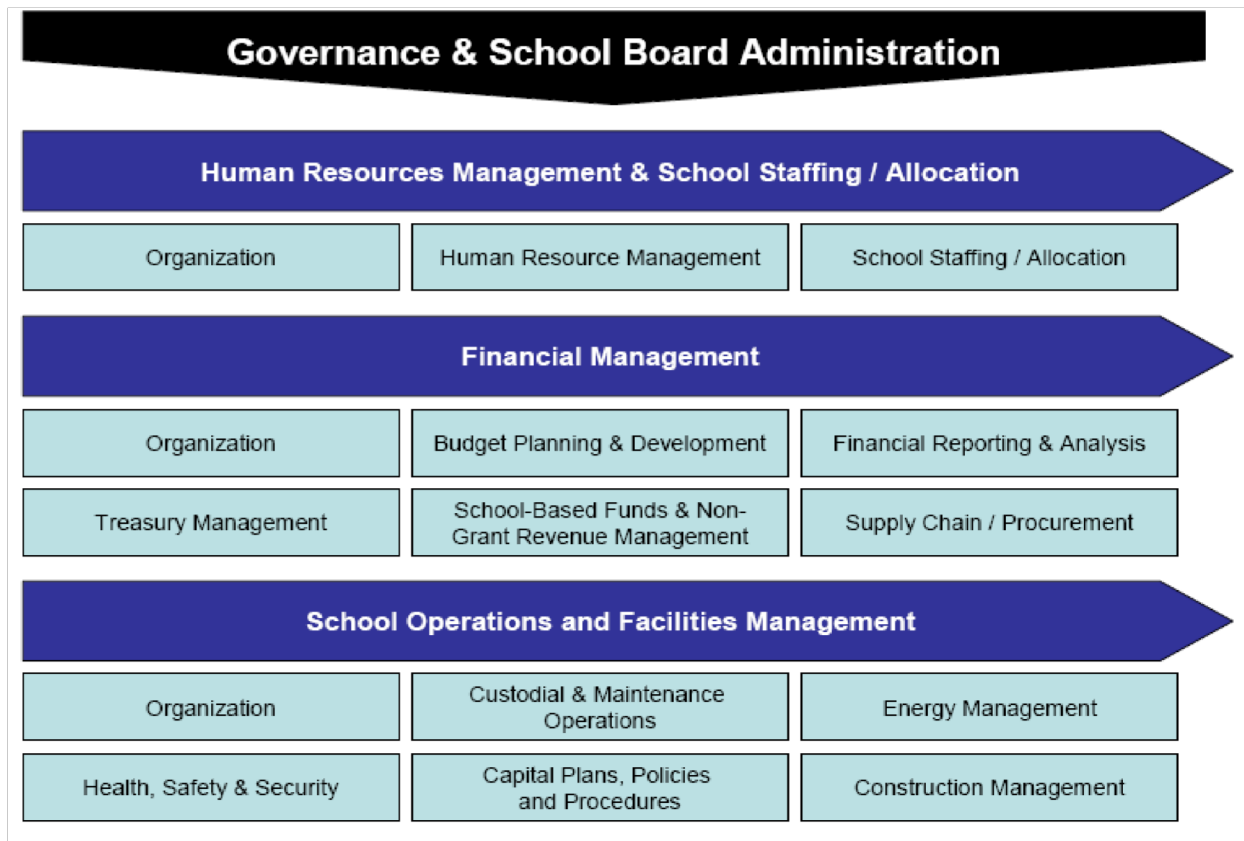 Governance & School Board Administration
Human Resources Management & School Staffing / Allocation
Organization
Human Resource Management
School Staffing / Allocation
Financial Management
Organization
Budget Planning & Development
Financial Reporting & Analysis
Treasury Management
School-Based Funds & Non-
Grant Revenue Management
Supply Chain / Procurement
School Operations and Facilities Management
Organization
Custodial & Maintenance
Operations
Energy Management
Health, Safety & Security
Capital Plans, Policies
and Procedures
Construction Management